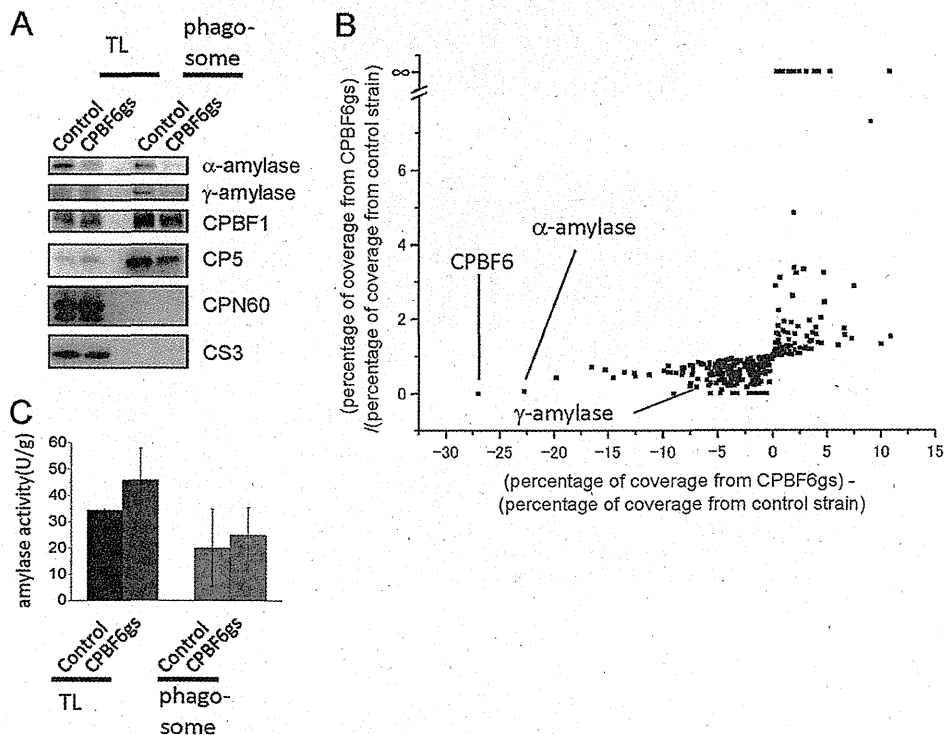 A
TL
phago-
some
Control
CPBF6gs
Control
CPBF6gs
α-amylase
γ-amylase
CPBF1
CP5
CPN60
CS3
B
(percentage of coverage from CPBF6gs)
/(percentage of coverage from control strain)
∞
6
4
2
0
CPBF6
α-amylase
γ-amylase
−30
−25
−20
−15
−10
−5
0
5
10
15
(percentage of coverage from CPBF6gs) -
(percentage of coverage from control strain)
C
amylase activity(U/g)
60
50
40
30
20
10
0
Control
CPBF6gs
Control
CPBF6gs
TL
phago-
some